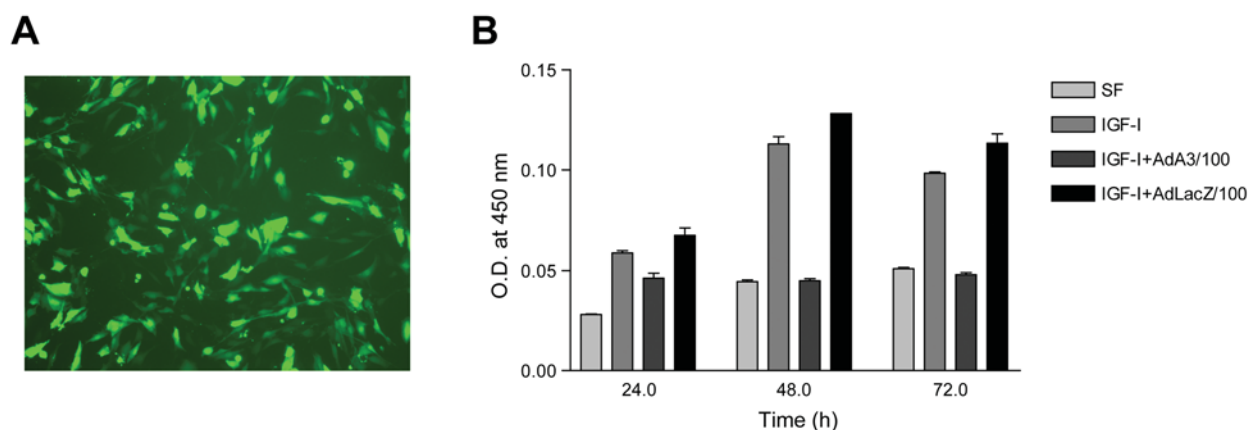 A
B
0.15
0.10
0.05
0.00
O.D. at 450 nm
24.0 48.0 72.0
Time (h)
SF
IGF-I
IGF-I+AdA3/100
IGF-I+AdLacZ/100